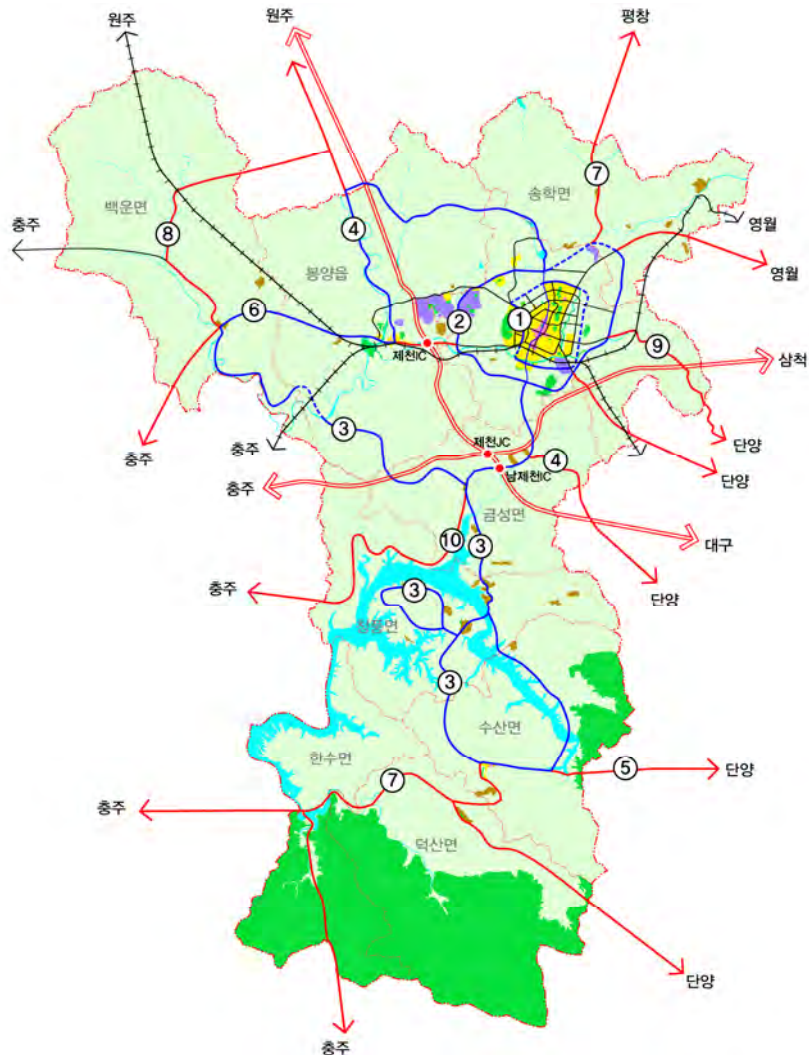 원주
원주
평창
⑦
송학면
백운면
충주
⑧
④
영월
영월
봉양읍
⑥
②
①
제천IC
⑨
삼척
③
충주
충주
단양
단양
제천JC
남제천IC
④
충주
금성면
대구
⑩
③
충주
단양
③
청풍면
③
수산면
한수면
⑤
단양
⑦
충주
덕산면
단양
충주